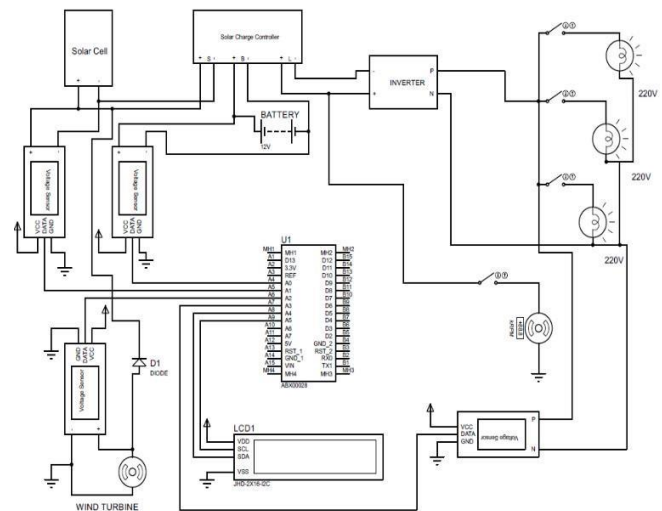 Solar Cell
+ -
Solar Charge Controller
+ S - + B - + L -
- P
INVERTER
+ N
220V
220V
220V
BATTERY
12V
+ -
Voltage Sensor
VCC
DATA
GND
+ -
Voltage Sensor
VCC
DATA
GND
U1
MH1 MH1 MH2 MH2
A1 D13 D12 B15
A2 3.3V D11 B14
A3 REF D10 B13
A4 A0 D9 B12
A5 A1 D8 B11
A6 A2 D7 B10
A7 A3 D6 B9
A8 A4 D5 B8
A9 A5 D4 B7
A10 A6 D3 B6
A11 A7 D2 B5
A12 5V GND_2 B4
A13 RST_1 RST_2 B3
A14 GND_1 RX0 B2
A15 VIN TX1 B1
MH4 MH4 MH3 MH3
ABX00028
GND
DATA
VCC
Voltage Sensor
- +
D1
DIODE
WIND TURBINE
LCD1
VDD
SCL
SDA
VSS
JHD-2X16-I2C
VCC
DATA
GND
Voltage Sensor
P
N